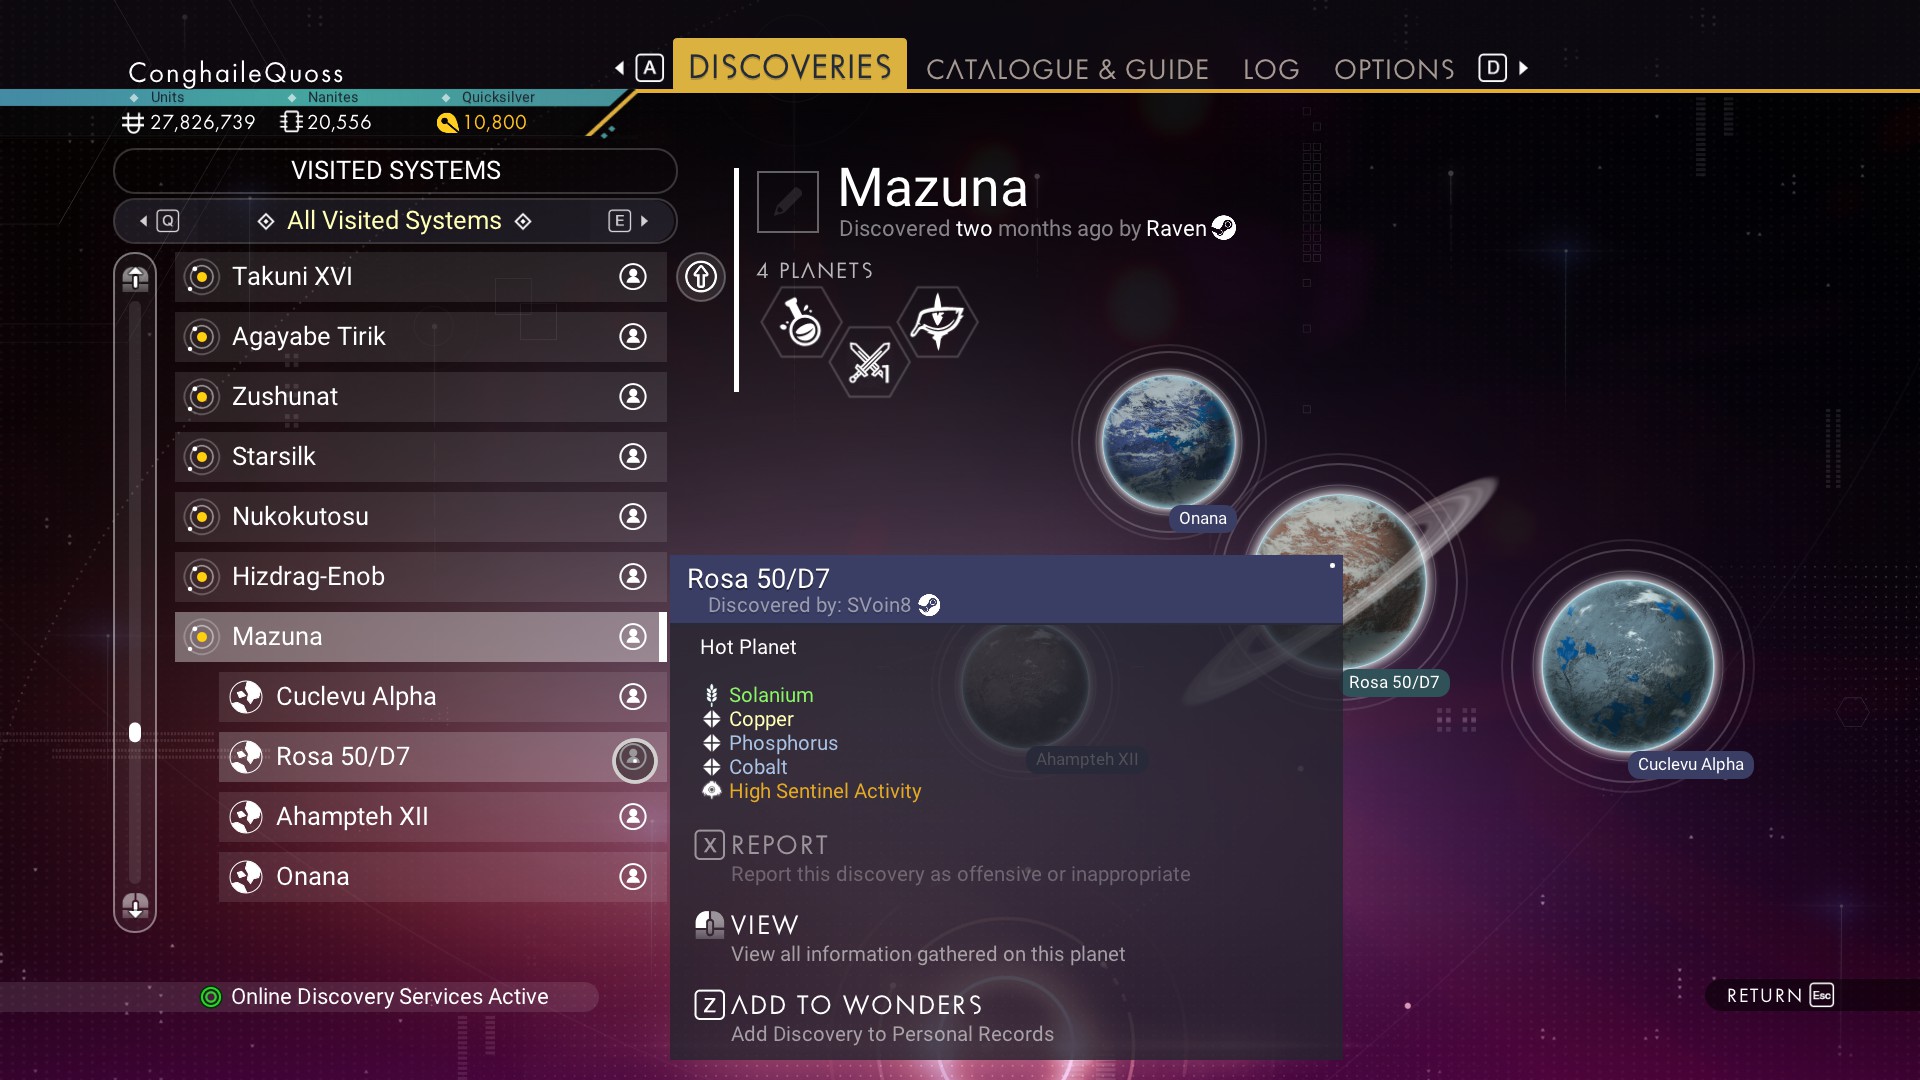 ConghaileQuoss
Units
Nanites
Quicksilver
27,826,739
20,556
10,800
A
DISCOVERIES
CATALOGUE & GUIDE
LOG
OPTIONS
D
VISITED SYSTEMS
Q
All Visited Systems
E
Takuni XVI
Agayabe Tirik
Zushunat
Starsilk
Nukokutosu
Hizdrag-Enob
Mazuna
Cuclevu Alpha
Rosa 50/D7
Ahampteh XII
Onana
Online Discovery Services Active
Mazuna
Discovered two months ago by Raven
4 PLANETS
1
Onana
Rosa 50/D7
Cuclevu Alpha
Ahampteh XII
Rosa 50/D7
Discovered by: SVoin8
Hot Planet
Solanium
Copper
Phosphorus
Cobalt
High Sentinel Activity
X REPORT
Report this discovery as offensive or inappropriate
VIEW
View all information gathered on this planet
Z ADD TO WONDERS
Add Discovery to Personal Records
RETURN Esc